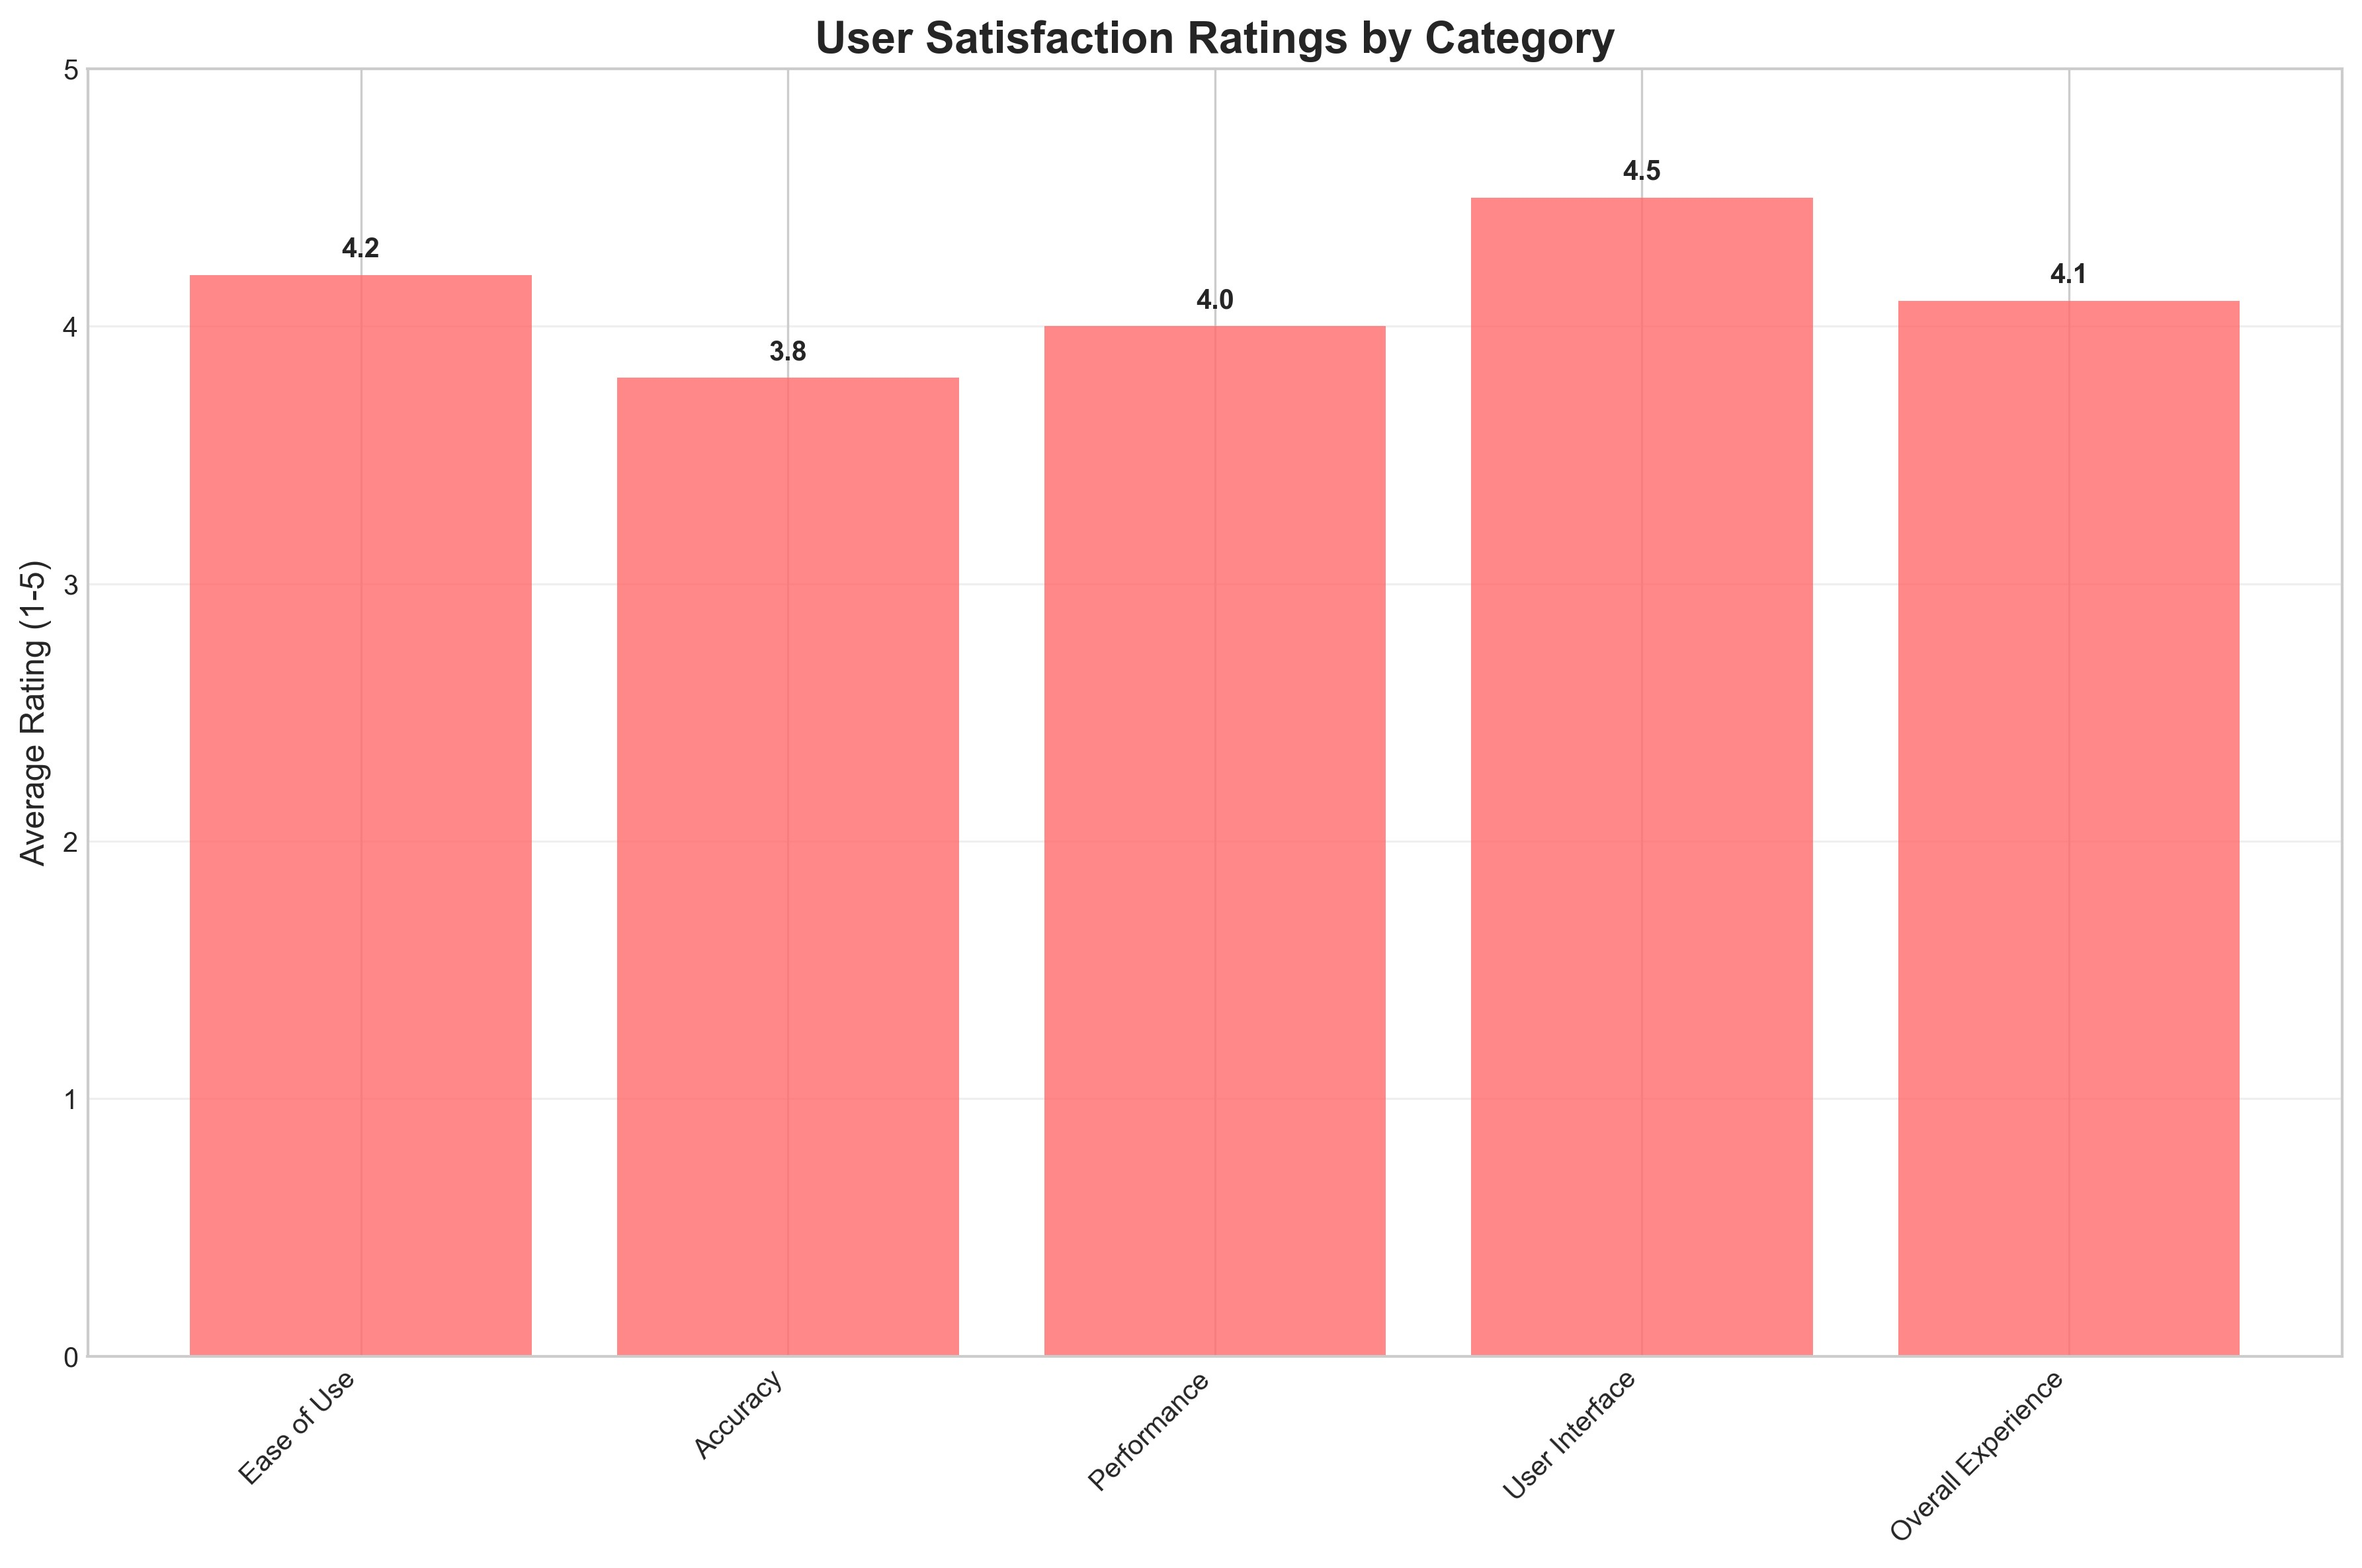 User Satisfaction Ratings by Category
Average Rating (1-5)
5
4
3
2
1
0
4.2
3.8
4.0
4.5
4.1
Ease of Use
Accuracy
Performance
User Interface
Overall Experience